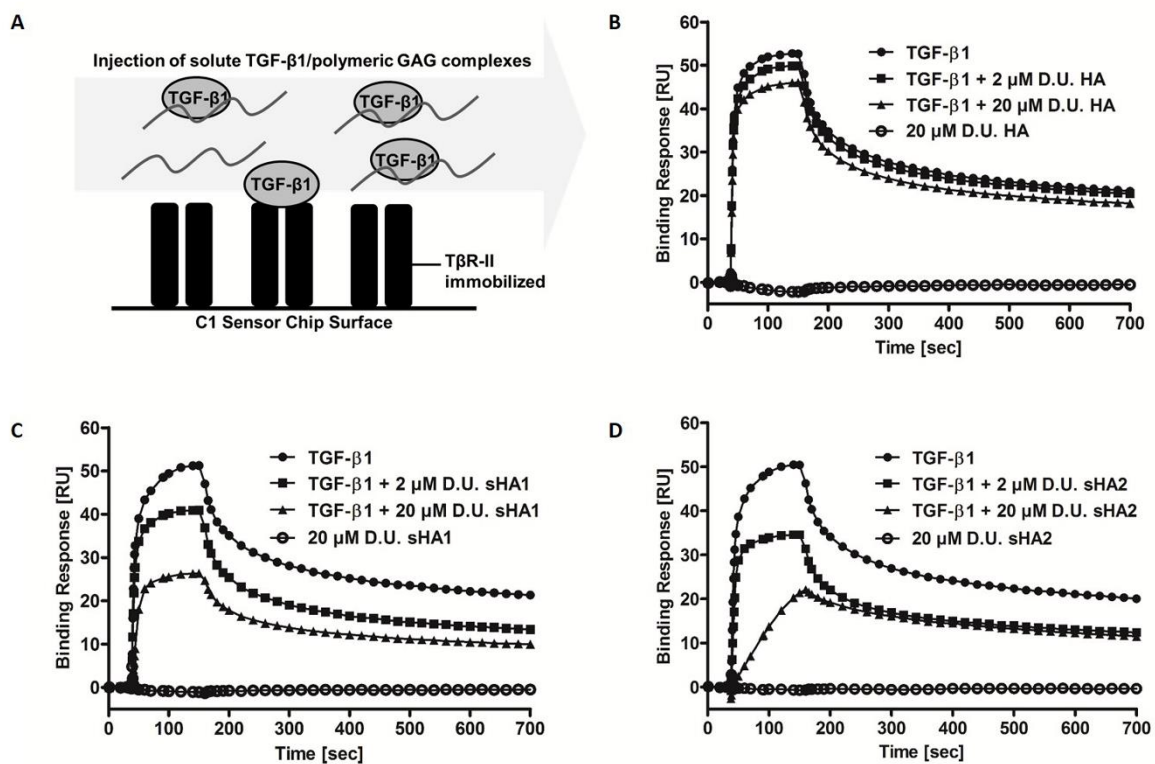 A
Injection of solute TGF-β1/polymeric GAG complexes
TGF-β1
TGF-β1
TGF-β1
TGF-β1
TβR-II
immobilized
C1 Sensor Chip Surface
B
Binding Response [RU]
60
50
40
30
20
10
0
0 100 200 300 400 500 600 700
Time [sec]
TGF-β1
TGF-β1 + 2 µM D.U. HA
TGF-β1 + 20 µM D.U. HA
20 µM D.U. HA
C
Binding Response [RU]
60
50
40
30
20
10
0
0 100 200 300 400 500 600 700
Time [sec]
TGF-β1
TGF-β1 + 2 µM D.U. sHA1
TGF-β1 + 20 µM D.U. sHA1
20 µM D.U. sHA1
D
Binding Response [RU]
60
50
40
30
20
10
0
0 100 200 300 400 500 600 700
Time [sec]
TGF-β1
TGF-β1 + 2 µM D.U. sHA2
TGF-β1 + 20 µM D.U. sHA2
20 µM D.U. sHA2